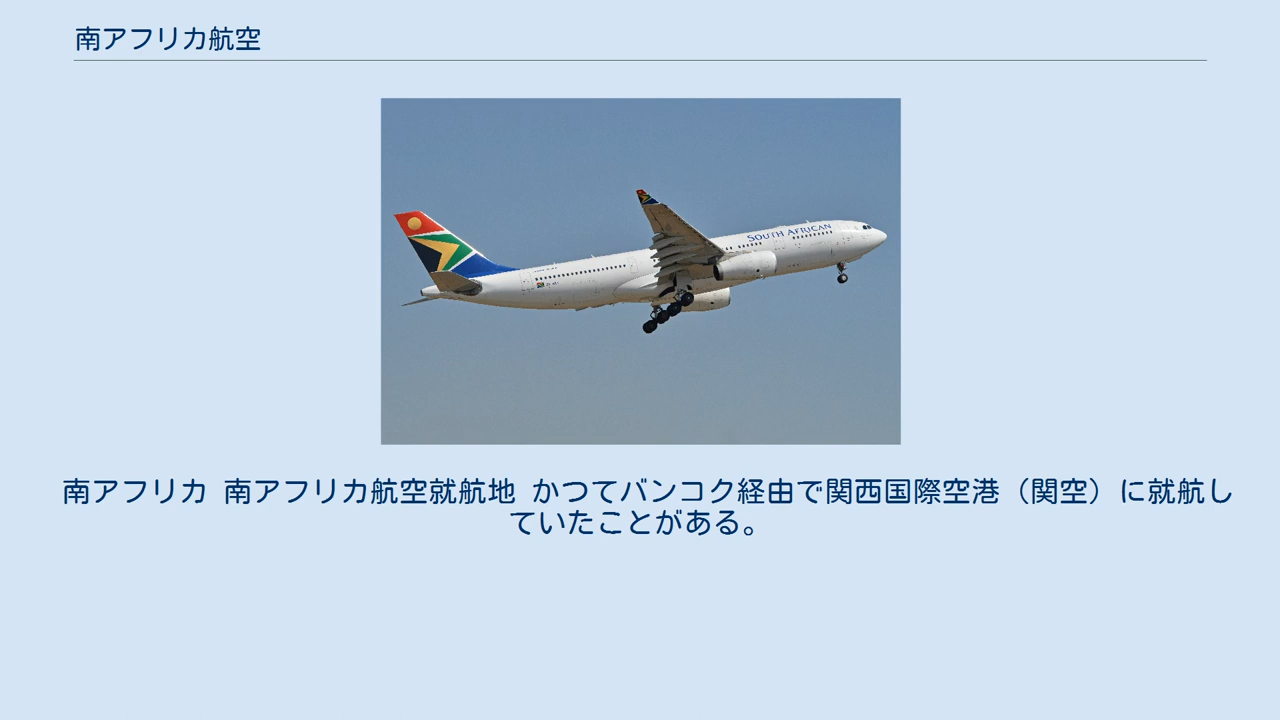 南アフリカ航空
SOUTH AFRICAN
南アフリカ 南アフリカ航空就航地 かつてバンコク経由で関西国際空港（関空）に就航し
ていたことがある。